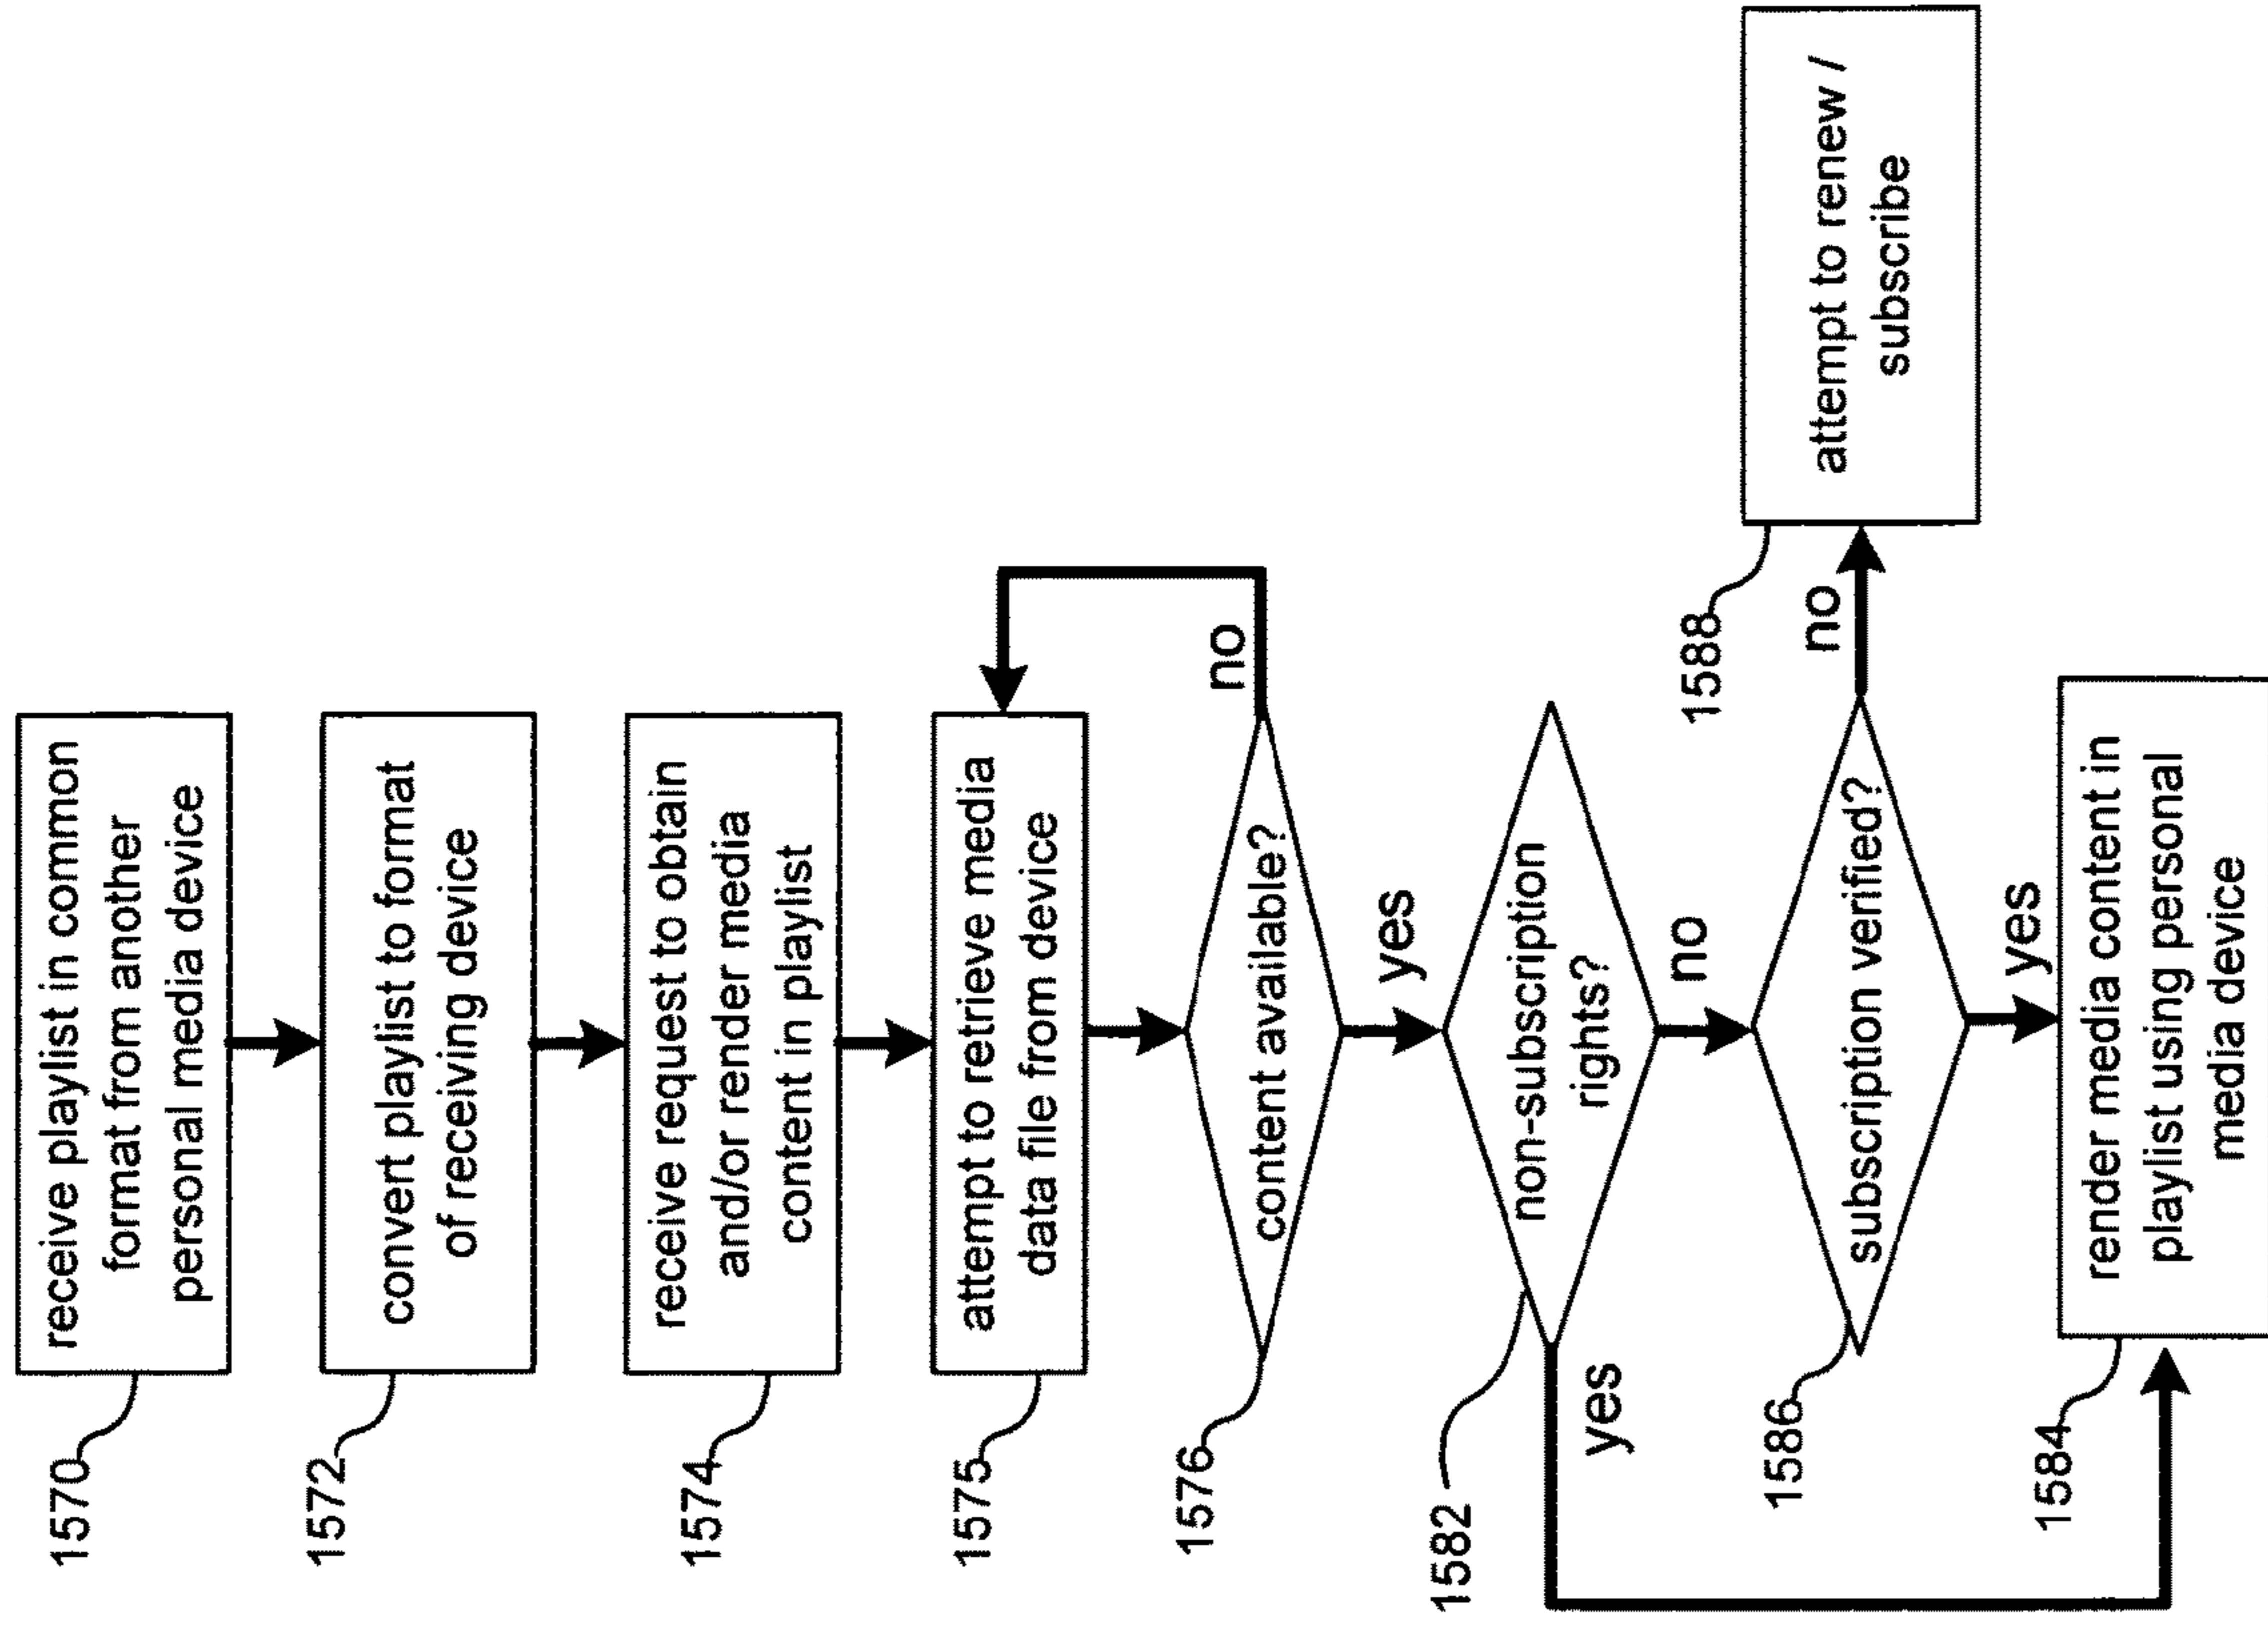 1570
receive playlist in common
format from another
personal media device
1572
convert playlist to format
of receiving device
1574
receive request to obtain
and/or render media
content in playlist
1575
attempt to retrieve media
data file from device
1576
content available?
no
yes
1582
non-subscription
rights?
yes
no
1586
subscription verified?
no
1588
attempt to renew /
subscribe
yes
1584
render media content in
playlist using personal
media device